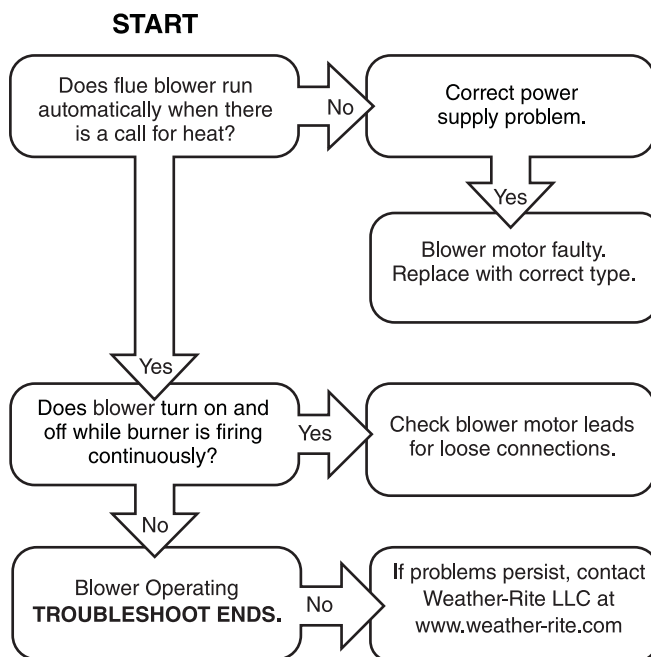 START
Does flue blower run
automatically when there
is a call for heat?
No
Correct power
supply problem.
Yes
Blower motor faulty.
Replace with correct type.
Yes
Does blower turn on and
off while burner is firing
continuously?
Yes
Check blower motor leads
for loose connections.
No
Blower Operating
TROUBLESHOOT ENDS.
No
If problems persist, contact
Weather-Rite LLC at
www.weather-rite.com